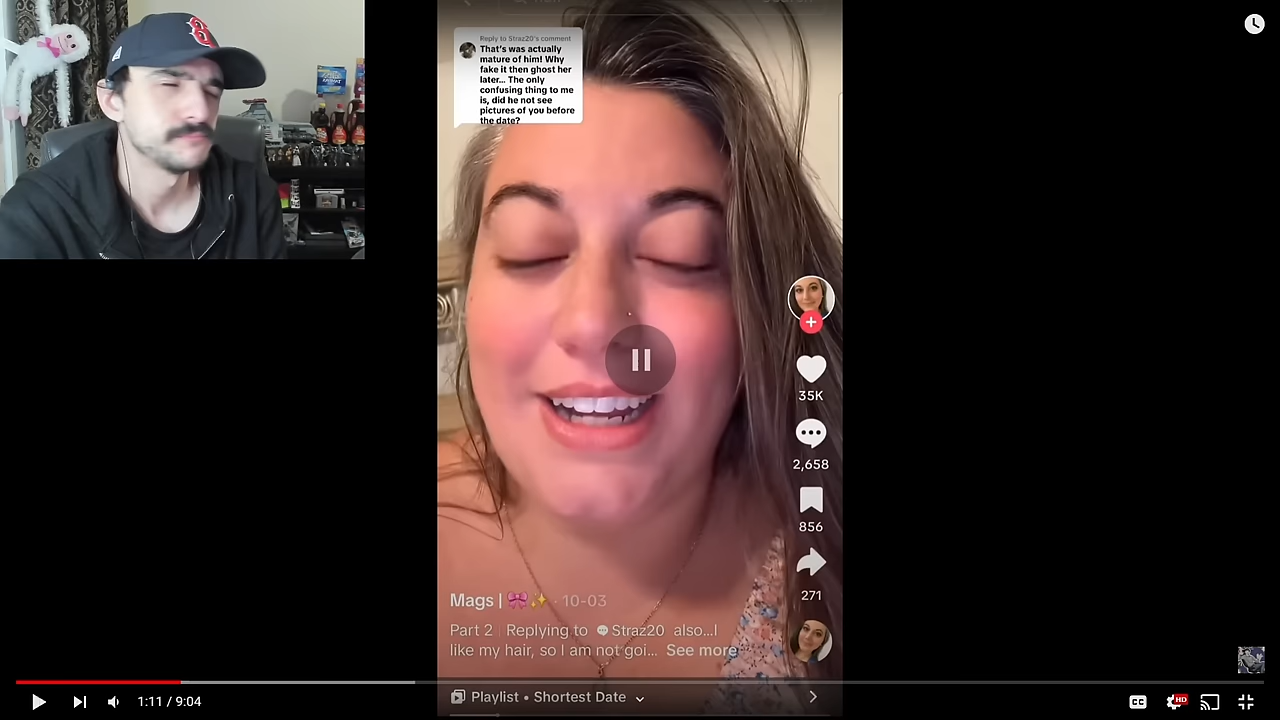 Reply to Straz20's comment
That's was actually
mature of him! Why
fake it then ghost her
later... The only
confusing thing to me
is, did he not see
pictures of you before
the date?
35K
2,658
856
271
Mags | 🎀✨ · 10-03
Part 2 Replying to 💬Straz20 also...I
like my hair, so I am not goi... See more
Playlist • Shortest Date
1:11 / 9:04
CC
HD